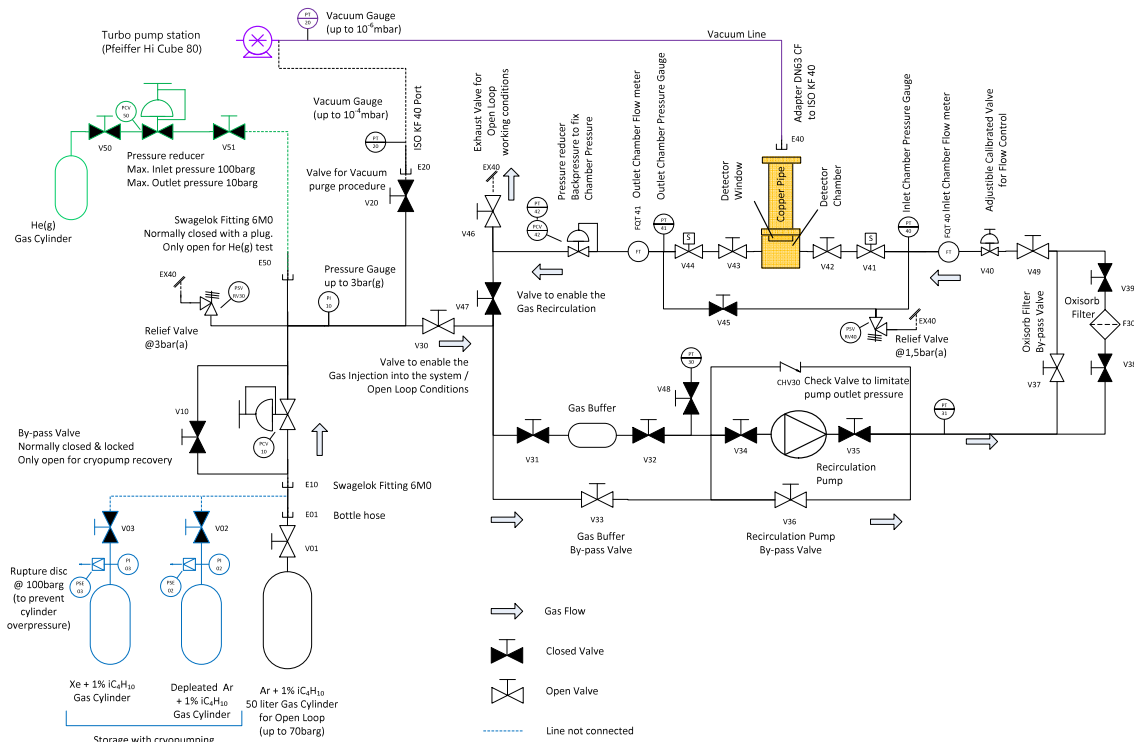 Turbo pump station
(Pfeiffer Hi Cube 80)
PT
20
Vacuum Gauge
(up to 10⁻⁶mbar)
Vacuum Line
Vacuum Gauge
(up to 10⁻⁴mbar)
PT
20
ISO KF 40 Port
E20
Valve for Vacuum
purge procedure
V20
PCV
50
V50
V51
Pressure reducer
Max. Inlet pressure 100barg
Max. Outlet pressure 10barg
He(g)
Gas Cylinder
Swagelok Fitting 6M0
Normally closed with a plug.
Only open for He(g) test
E50
EX40
PSV
RV30
Relief Valve
@3bar(a)
Pressure Gauge
up to 3bar(g)
PI
10
V30
Valve to enable the
Gas Injection into the system /
Open Loop Conditions
V47
Valve to enable the
Gas Recirculation
Exhaust Valve for
Open Loop
working conditions
EX40
V46
Pressure reducer
Backpressure to fix
Chamber Pressure
PT
42
PCV
42
FQT 41 Outlet Chamber Flow meter
FT
Outlet Chamber Pressure Gauge
PT
41
S
V44
V43
Detector
Window
Adapter DN63 CF
to ISO KF 40
E40
Copper Pipe
Detector
Chamber
V42
S
V41
Inlet Chamber Pressure Gauge
PT
40
FQT 40 Inlet Chamber Flow meter
FT
Adjustible Calibrated Valve
for Flow Control
V40
V49
V45
PSV
RV40
EX40
Relief Valve
@1,5bar(a)
Oxisorb Filter
By-pass Valve
V37
Oxisorb
Filter
V39
F30
V38
PT
30
V48
CHV30
Check Valve to limitate
pump outlet pressure
PT
31
Gas Buffer
V31
V32
V34
V35
Recirculation
Pump
V33
Gas Buffer
By-pass Valve
V36
Recirculation Pump
By-pass Valve
V10
By-pass Valve
Normally closed & locked
Only open for cryopump recovery
PCV
10
E10
Swagelok Fitting 6M0
E01
Bottle hose
V03
V02
V01
PI
03
PSE
03
PI
02
PSE
02
Rupture disc
@ 100barg
(to prevent
cylinder
overpressure)
Xe + 1% iC₄H₁₀
Gas Cylinder
Depleated Ar
+ 1% iC₄H₁₀
Gas Cylinder
Ar + 1% iC₄H₁₀
50 liter Gas Cylinder
for Open Loop
(up to 70barg)
Storage with cryopumping
Gas Flow
Closed Valve
Open Valve
Line not connected